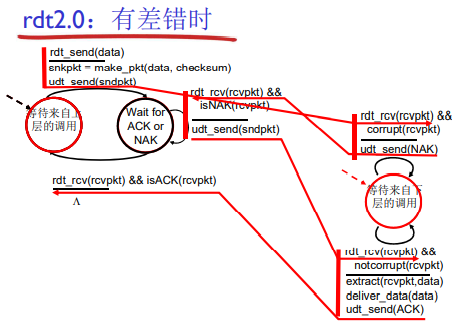 rdt2.0：有差错时
rdt_send(data)
snkpkt = make_pkt(data, checksum)
udt_send(sndpkt)
等待来自上
层的调用
Wait for
ACK or
NAK
rdt_rcv(rcvpkt) &&
isNAK(rcvpkt)
udt_send(sndpkt)
rdt_rcv(rcvpkt) && isACK(rcvpkt)
Λ
rdt_rcv(rcvpkt) &&
corrupt(rcvpkt)
udt_send(NAK)
等待来自下
层的调用
rdt_rcv(rcvpkt) &&
notcorrupt(rcvpkt)
extract(rcvpkt,data)
deliver_data(data)
udt_send(ACK)